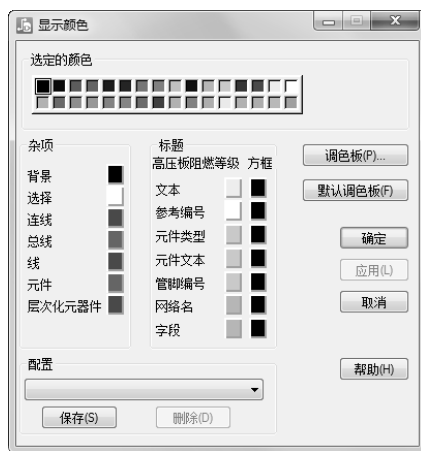 显示颜色
选定的颜色
杂项
背景
选择
连线
总线
线
元件
层次化元器件
标题
高压板阻燃等级 方框
文本
参考编号
元件类型
元件文本
管脚编号
网络名
字段
调色板(P)...
默认调色板(F)
确定
应用(L)
取消
帮助(H)
配置
保存(S)
删除(D)